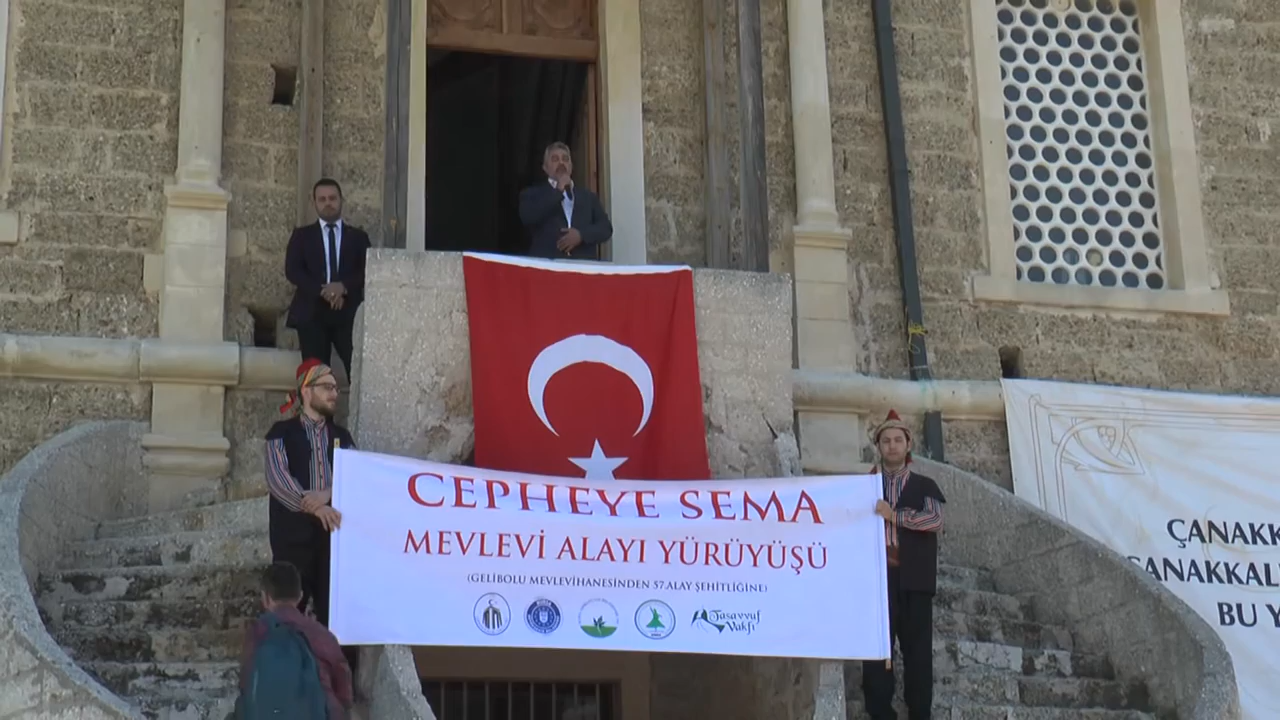 CEPHEYE SEMA
MEVLEVİ ALAYI YÜRÜYÜŞÜ
(GELİBOLU MEVLEVİHANESİNDEN 57.ALAY ŞEHİTLİĞİNE)
Tasavvuf
Vakfı
ÇANAKK
ÇANAKKAL
BU Y